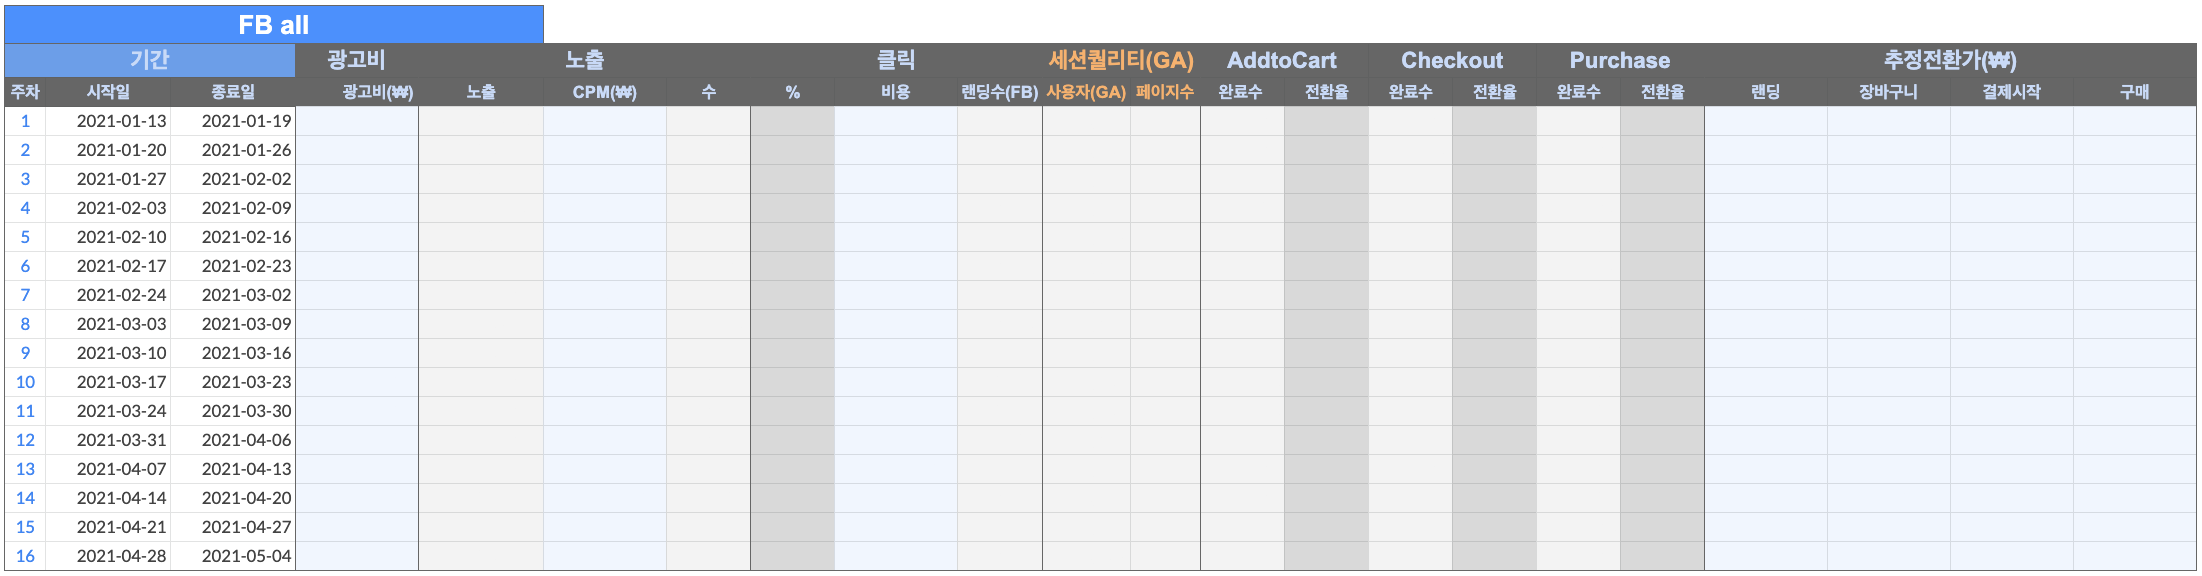 FB all
기간 광고비 노출 클릭 세션퀄리티(GA) AddtoCart Checkout Purchase 추정전환가(₩)
주차 시작일 종료일 광고비(₩) 노출 CPM(₩) 수 % 비용 랜딩수(FB) 사용자(GA) 페이지수 완료수 전환율 완료수 전환율 완료수 전환율 랜딩 장바구니 결제시작 구매
1 2021-01-13 2021-01-19
2 2021-01-20 2021-01-26
3 2021-01-27 2021-02-02
4 2021-02-03 2021-02-09
5 2021-02-10 2021-02-16
6 2021-02-17 2021-02-23
7 2021-02-24 2021-03-02
8 2021-03-03 2021-03-09
9 2021-03-10 2021-03-16
10 2021-03-17 2021-03-23
11 2021-03-24 2021-03-30
12 2021-03-31 2021-04-06
13 2021-04-07 2021-04-13
14 2021-04-14 2021-04-20
15 2021-04-21 2021-04-27
16 2021-04-28 2021-05-04